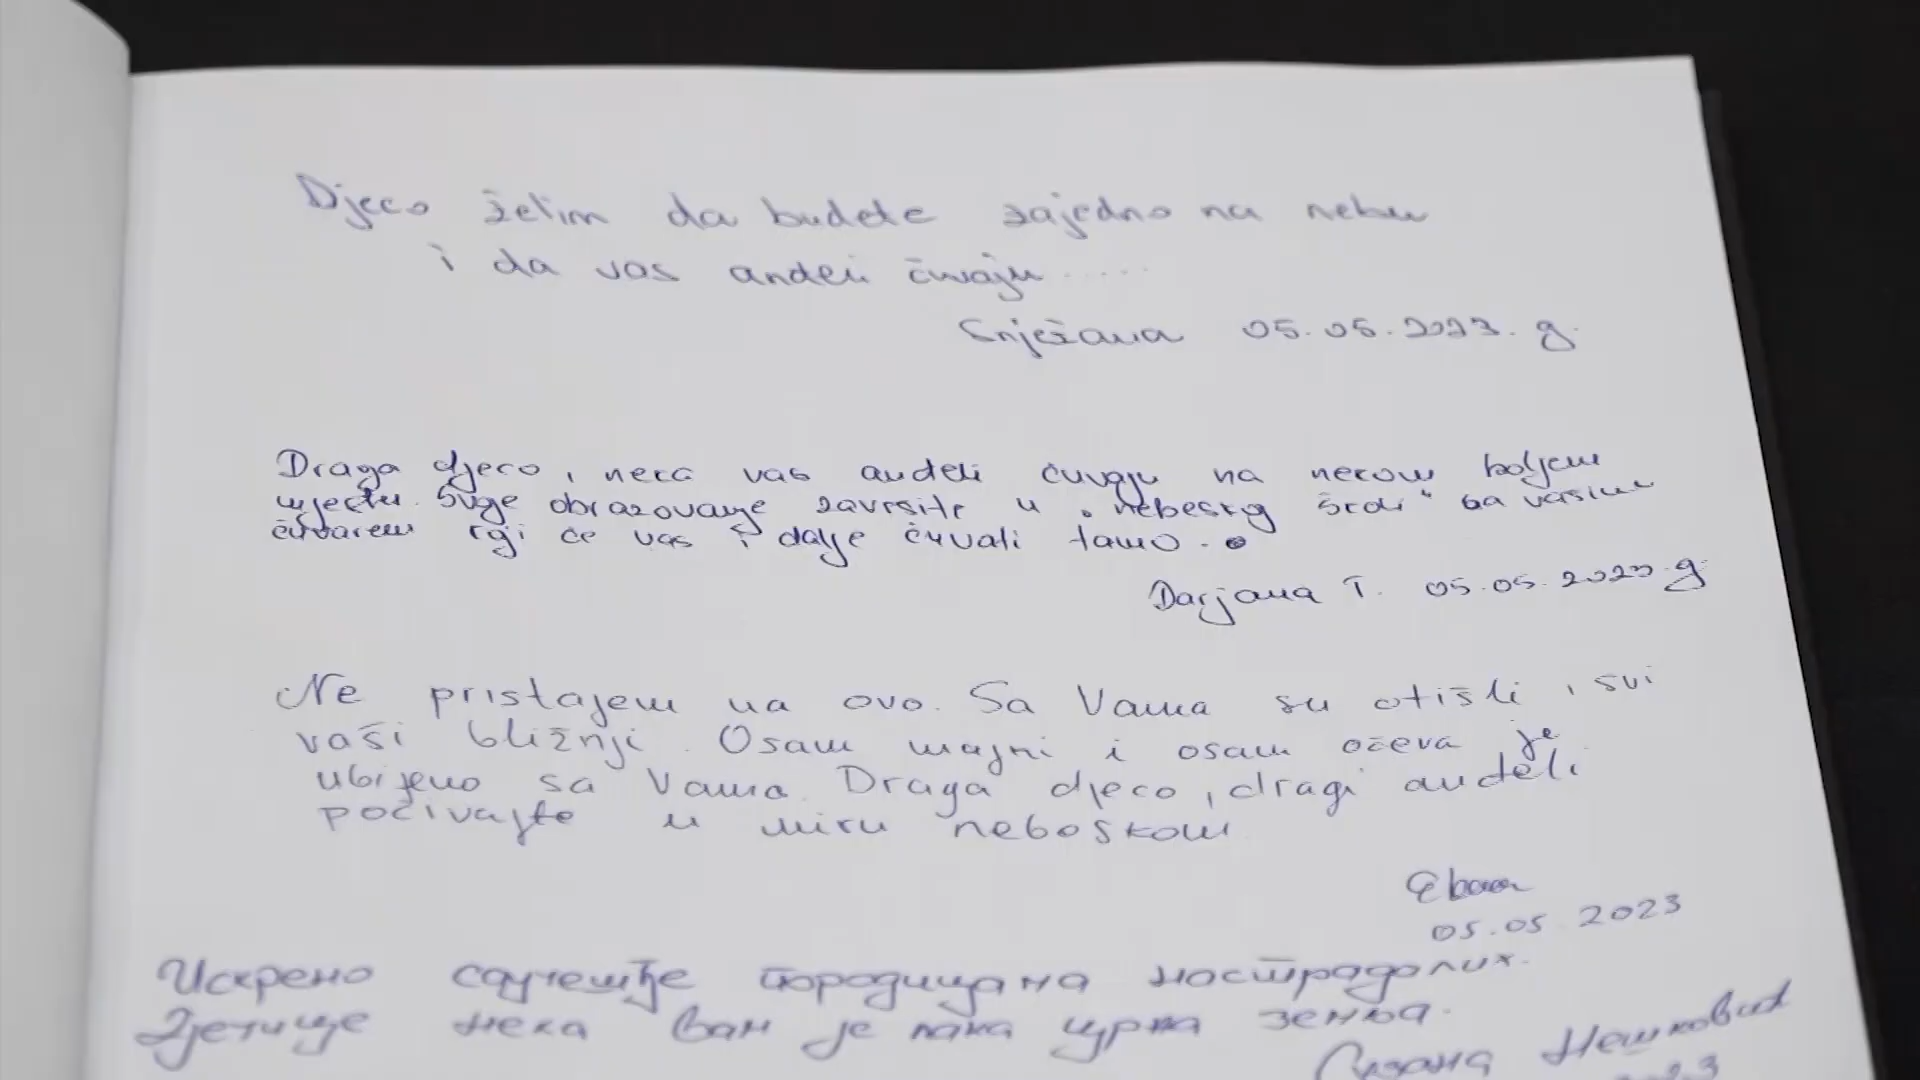 Djeco želim da budete zajedno na nebu
i da vas anđeli čuvaju.....
Snježana 05.05.2023. g.
Draga djeco, neka vas anđeli čuvaju na nekom boljem
mjestu. Svoje obrazovanje završite u "nebeskoj školi" sa vašim
čuvarem koji će vas i dalje čuvati tamo.
Darjana T. 05.05.2023.g
Ne pristajem na ovo. Sa Vama su otišli i svi
vaši bližnji. Osam majki i osam očeva je
ubijeno sa Vama. Draga djeco, dragi anđeli
počivajte u miru neboskom
05.05.2023
Искрено саучешће породицама настрадалих.
Дјечице нека вам је лака црна земља.
Сузана Нешковић